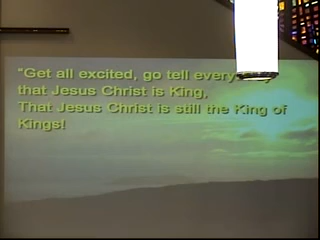 "Get all excited, go tell
that Jesus Christ is King,
That Jesus Christ is still the King of
Kings!